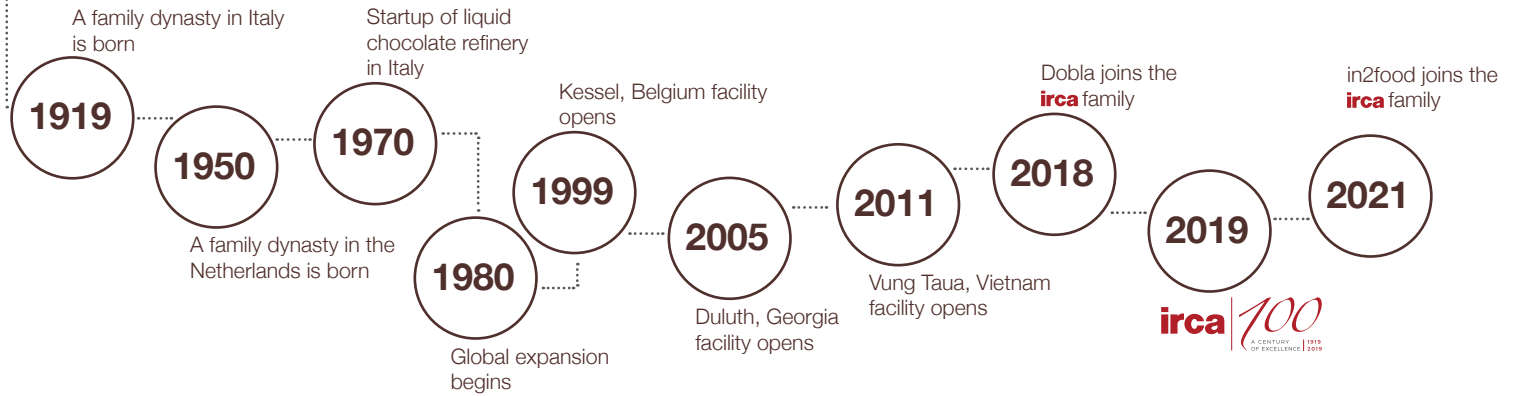 A family dynasty in Italy
is born
1919
1950
A family dynasty in the
Netherlands is born
Startup of liquid
chocolate refinery
in Italy
1970
1980
Global expansion
begins
Kessel, Belgium facility
opens
1999
2005
Duluth, Georgia
facility opens
2011
Vung Taua, Vietnam
facility opens
Dobla joins the
irca family
2018
2019
irca 100
A CENTURY
OF EXCELLENCE
1919
2019
in2food joins the
irca family
2021